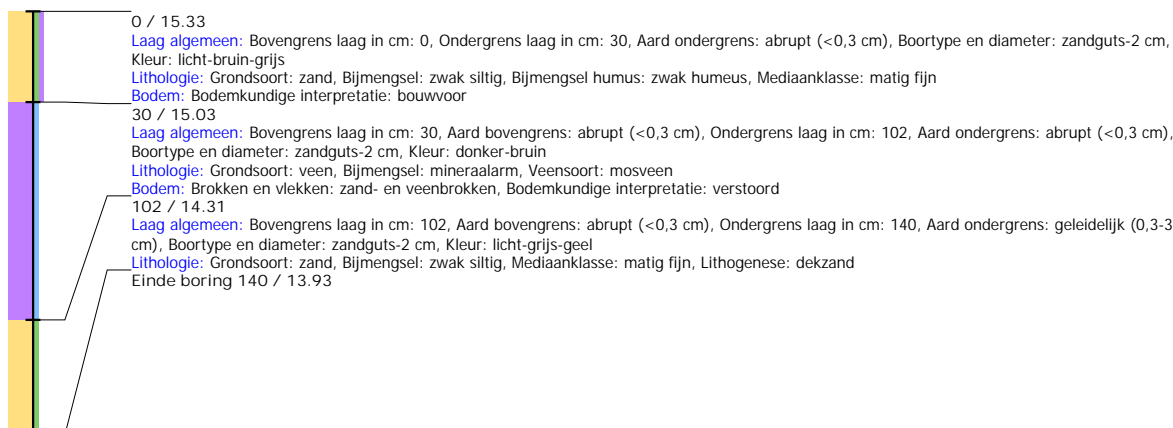 0 / 15.33
Laag algemeen: Bovengrens laag in cm: 0, Ondergrens laag in cm: 30, Aard ondergrens: abrupt (<0,3 cm), Boortype en diameter: zandguts-2 cm,
Kleur: licht-bruin-grijs
Lithologie: Grondsoort: zand, Bijmengsel: zwak siltig, Bijmengsel humus: zwak humeus, Mediaanklasse: matig fijn
Bodem: Bodemkundige interpretatie: bouwvoor
30 / 15.03
Laag algemeen: Bovengrens laag in cm: 30, Aard bovengrens: abrupt (<0,3 cm), Ondergrens laag in cm: 102, Aard ondergrens: abrupt (<0,3 cm),
Boortype en diameter: zandguts-2 cm, Kleur: donker-bruin
Lithologie: Grondsoort: veen, Bijmengsel: mineraalarm, Veensoort: mosveen
Bodem: Brokken en vlekken: zand- en veenbrokken, Bodemkundige interpretatie: verstoord
102 / 14.31
Laag algemeen: Bovengrens laag in cm: 102, Aard bovengrens: abrupt (<0,3 cm), Ondergrens laag in cm: 140, Aard ondergrens: geleidelijk (0,3-3
cm), Boortype en diameter: zandguts-2 cm, Kleur: licht-grijs-geel
Lithologie: Grondsoort: zand, Bijmengsel: zwak siltig, Mediaanklasse: matig fijn, Lithogenese: dekzand
Einde boring 140 / 13.93